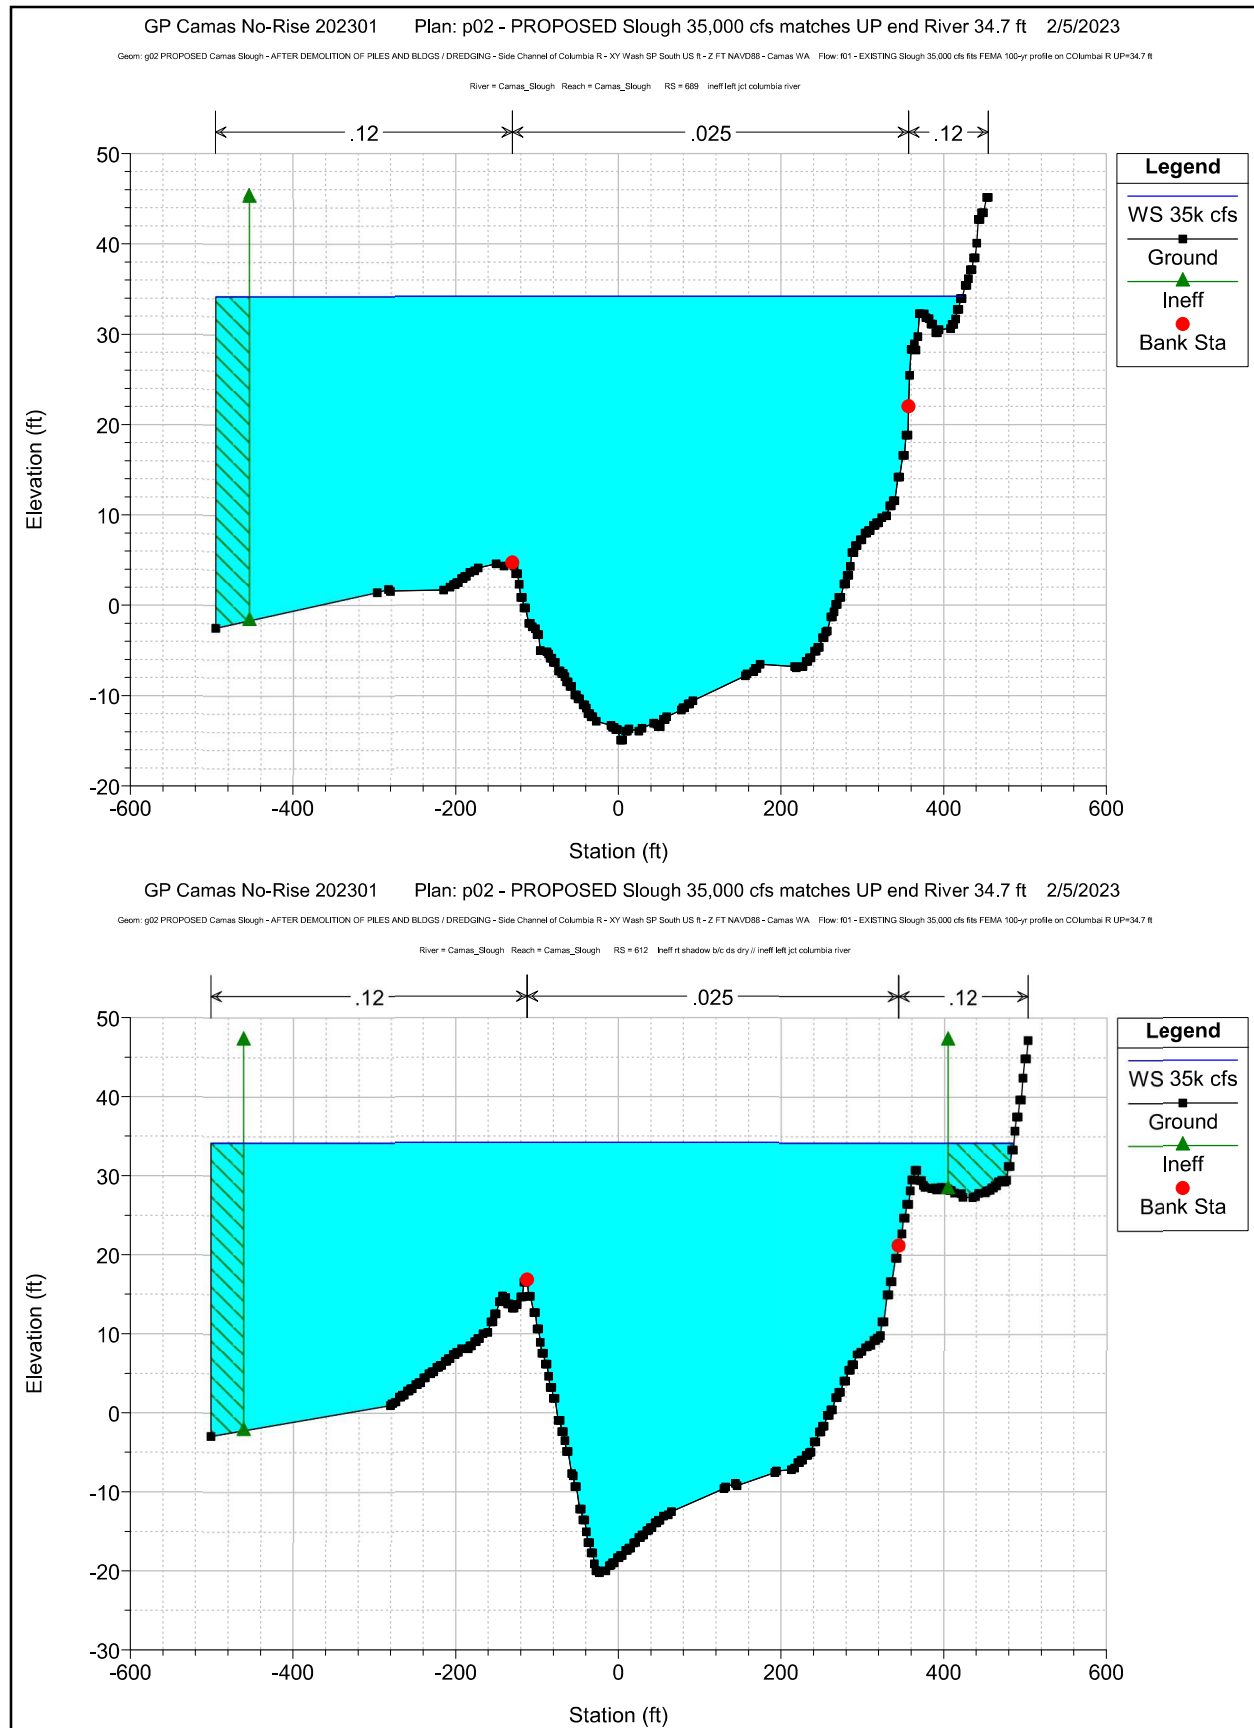 GP Camas No-Rise 202301 Plan: p02 - PROPOSED Slough 35,000 cfs matches UP end River 34.7 ft 2/5/2023
Geom: g02 PROPOSED Camas Slough - AFTER DEMOLITION OF PILES AND BLDGS / DREDGING - Side Channel of Columbia R - XY Wash SP South US ft - Z FT NAVD88 - Camas WA Flow: f01 - EXISTING Slough 35,000 cfs fits FEMA 100-yr profile on COlumbai R UP=34.7 ft
River = Camas_Slough Reach = Camas_Slough RS = 689 ineff left jct columbia river
.12 .025 .12
50
40
30
20
10
0
-10
-20
Elevation (ft)
-600 -400 -200 0 200 400 600
Station (ft)
Legend
WS 35k cfs
Ground
Ineff
Bank Sta
GP Camas No-Rise 202301 Plan: p02 - PROPOSED Slough 35,000 cfs matches UP end River 34.7 ft 2/5/2023
Geom: g02 PROPOSED Camas Slough - AFTER DEMOLITION OF PILES AND BLDGS / DREDGING - Side Channel of Columbia R - XY Wash SP South US ft - Z FT NAVD88 - Camas WA Flow: f01 - EXISTING Slough 35,000 cfs fits FEMA 100-yr profile on COlumbai R UP=34.7 ft
River = Camas_Slough Reach = Camas_Slough RS = 612 Ineff rt shadow b/c ds dry // ineff left jct columbia river
.12 .025 .12
50
40
30
20
10
0
-10
-20
-30
Elevation (ft)
-600 -400 -200 0 200 400 600
Station (ft)
Legend
WS 35k cfs
Ground
Ineff
Bank Sta